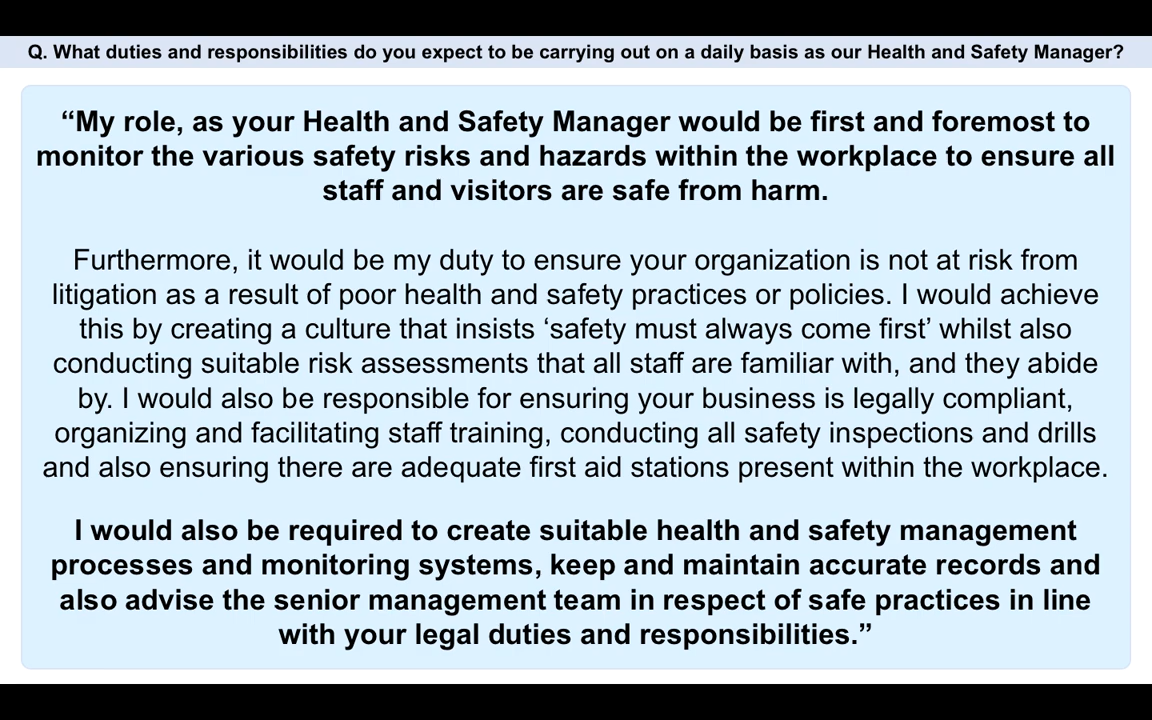 Q. What duties and responsibilities do you expect to be carrying out on a daily basis as our Health and Safety Manager?
“My role, as your Health and Safety Manager would be first and foremost to
monitor the various safety risks and hazards within the workplace to ensure all
staff and visitors are safe from harm.
Furthermore, it would be my duty to ensure your organization is not at risk from
litigation as a result of poor health and safety practices or policies. I would achieve
this by creating a culture that insists ‘safety must always come first’ whilst also
conducting suitable risk assessments that all staff are familiar with, and they abide
by. I would also be responsible for ensuring your business is legally compliant,
organizing and facilitating staff training, conducting all safety inspections and drills
and also ensuring there are adequate first aid stations present within the workplace.
I would also be required to create suitable health and safety management
processes and monitoring systems, keep and maintain accurate records and
also advise the senior management team in respect of safe practices in line
with your legal duties and responsibilities.”